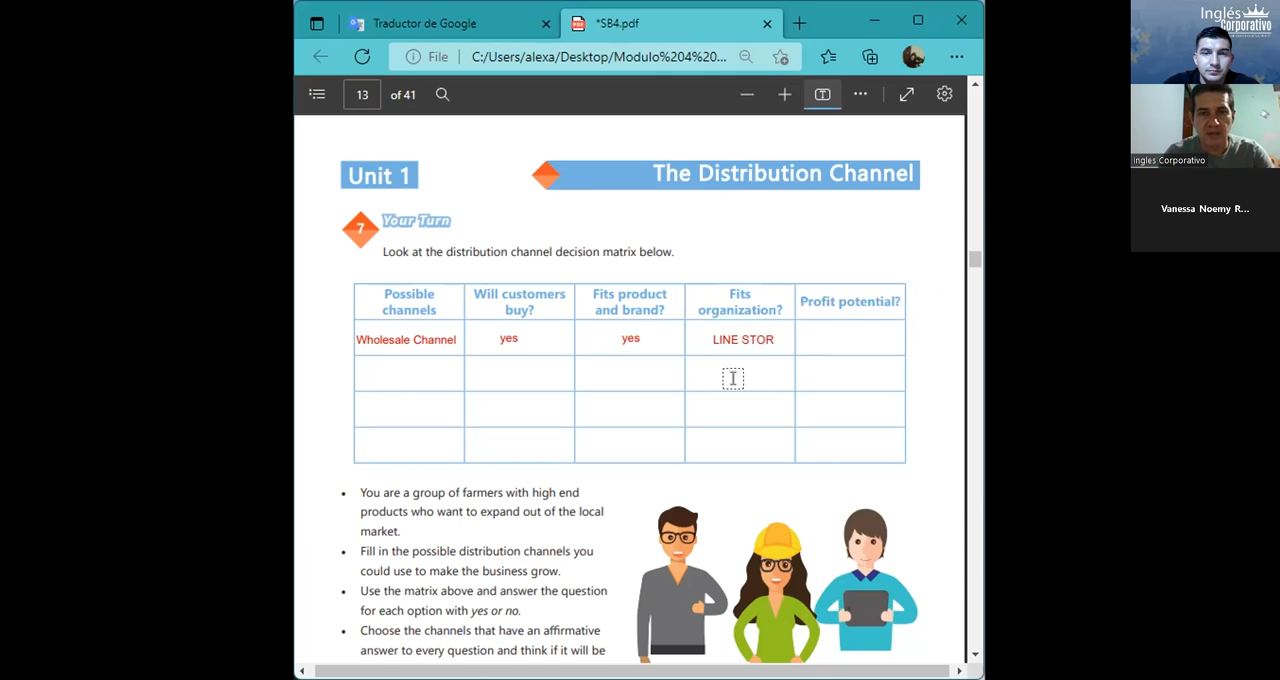 Traductor de Google
*SB4.pdf
File
C:/Users/alexa/Desktop/Modulo%204%20...
13 of 41
Unit 1
The Distribution Channel
7
Your Turn
Look at the distribution channel decision matrix below.
Possible channels
Will customers buy?
Fits product and brand?
Fits organization?
Profit potential?
Wholesale Channel
yes
yes
LINE STOR
You are a group of farmers with high end
products who want to expand out of the local
market.
Fill in the possible distribution channels you
could use to make the business grow.
Use the matrix above and answer the question
for each option with yes or no.
Choose the channels that have an affirmative
answer to every question and think if it will be
Inglés
Corporativo
Ingles Corporativo
Vanessa Noemy R...